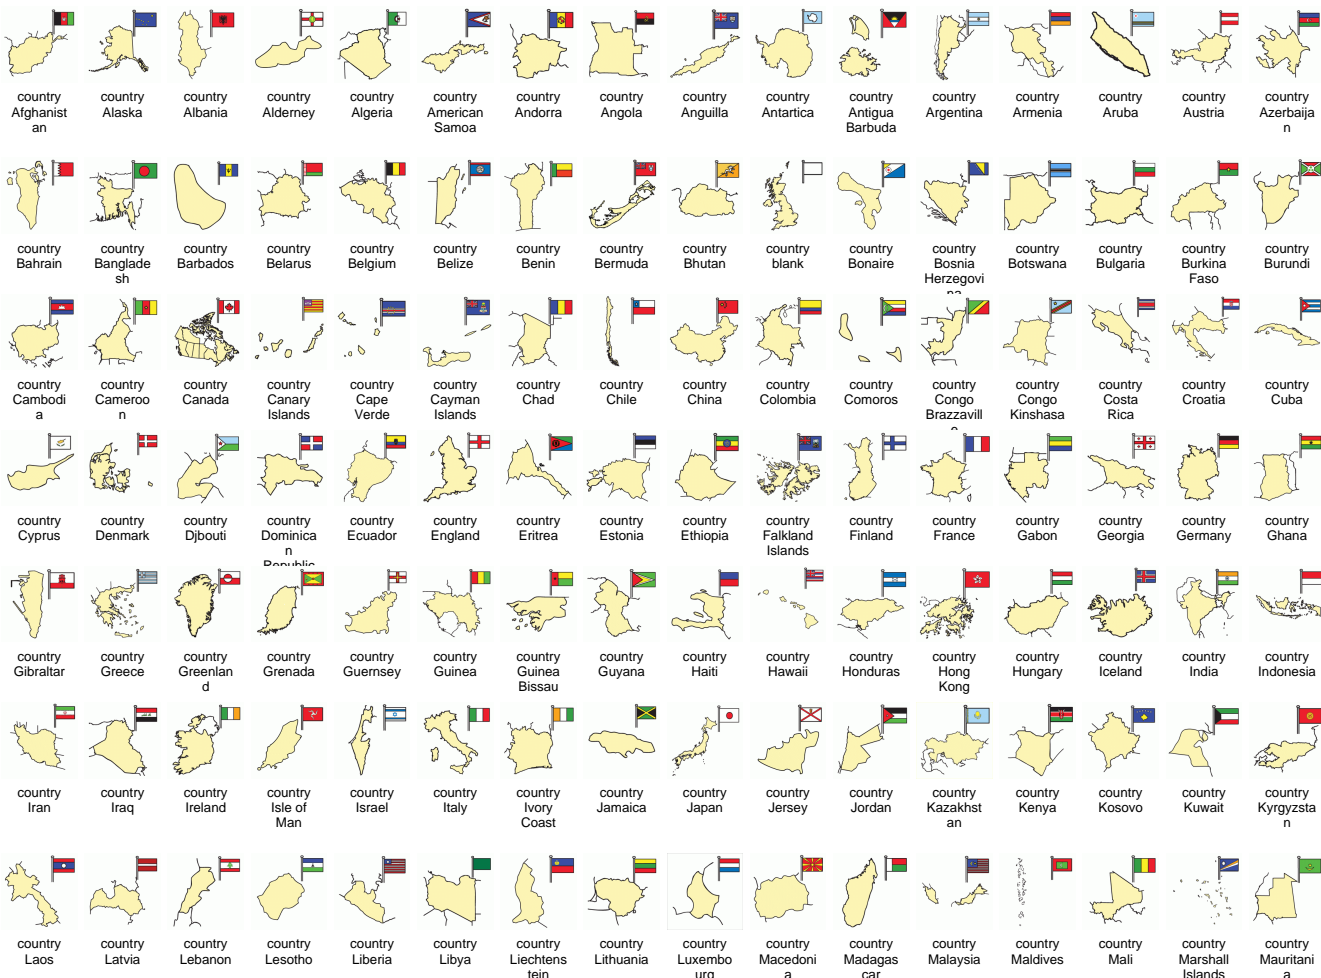 country
Afghanist
an
country
Alaska
country
Albania
country
Alderney
country
Algeria
country
American
Samoa
country
Andorra
country
Angola
country
Anguilla
country
Antartica
country
Antigua
Barbuda
country
Argentina
country
Armenia
country
Aruba
country
Austria
country
Azerbaija
n
country
Bahrain
country
Banglade
sh
country
Barbados
country
Belarus
country
Belgium
country
Belize
country
Benin
country
Bermuda
country
Bhutan
country
blank
country
Bonaire
country
Bosnia
Herzegovi
na
country
Botswana
country
Bulgaria
country
Burkina
Faso
country
Burundi
country
Cambodi
a
country
Cameroo
n
country
Canada
country
Canary
Islands
country
Cape
Verde
country
Cayman
Islands
country
Chad
country
Chile
country
China
country
Colombia
country
Comoros
country
Congo
Brazzavill
e
country
Congo
Kinshasa
country
Costa
Rica
country
Croatia
country
Cuba
country
Cyprus
country
Denmark
country
Djbouti
country
Dominica
n
Republic
country
Ecuador
country
England
country
Eritrea
country
Estonia
country
Ethiopia
country
Falkland
Islands
country
Finland
country
France
country
Gabon
country
Georgia
country
Germany
country
Ghana
country
Gibraltar
country
Greece
country
Greenlan
d
country
Grenada
country
Guernsey
country
Guinea
country
Guinea
Bissau
country
Guyana
country
Haiti
country
Hawaii
country
Honduras
country
Hong
Kong
country
Hungary
country
Iceland
country
India
country
Indonesia
country
Iran
country
Iraq
country
Ireland
country
Isle of
Man
country
Israel
country
Italy
country
Ivory
Coast
country
Jamaica
country
Japan
country
Jersey
country
Jordan
country
Kazakhst
an
country
Kenya
country
Kosovo
country
Kuwait
country
Kyrgyzsta
n
country
Laos
country
Latvia
country
Lebanon
country
Lesotho
country
Liberia
country
Libya
country
Liechtens
tein
country
Lithuania
country
Luxembo
urg
country
Macedoni
a
country
Madagas
car
country
Malaysia
country
Maldives
country
Mali
country
Marshall
Islands
country
Mauritani
a